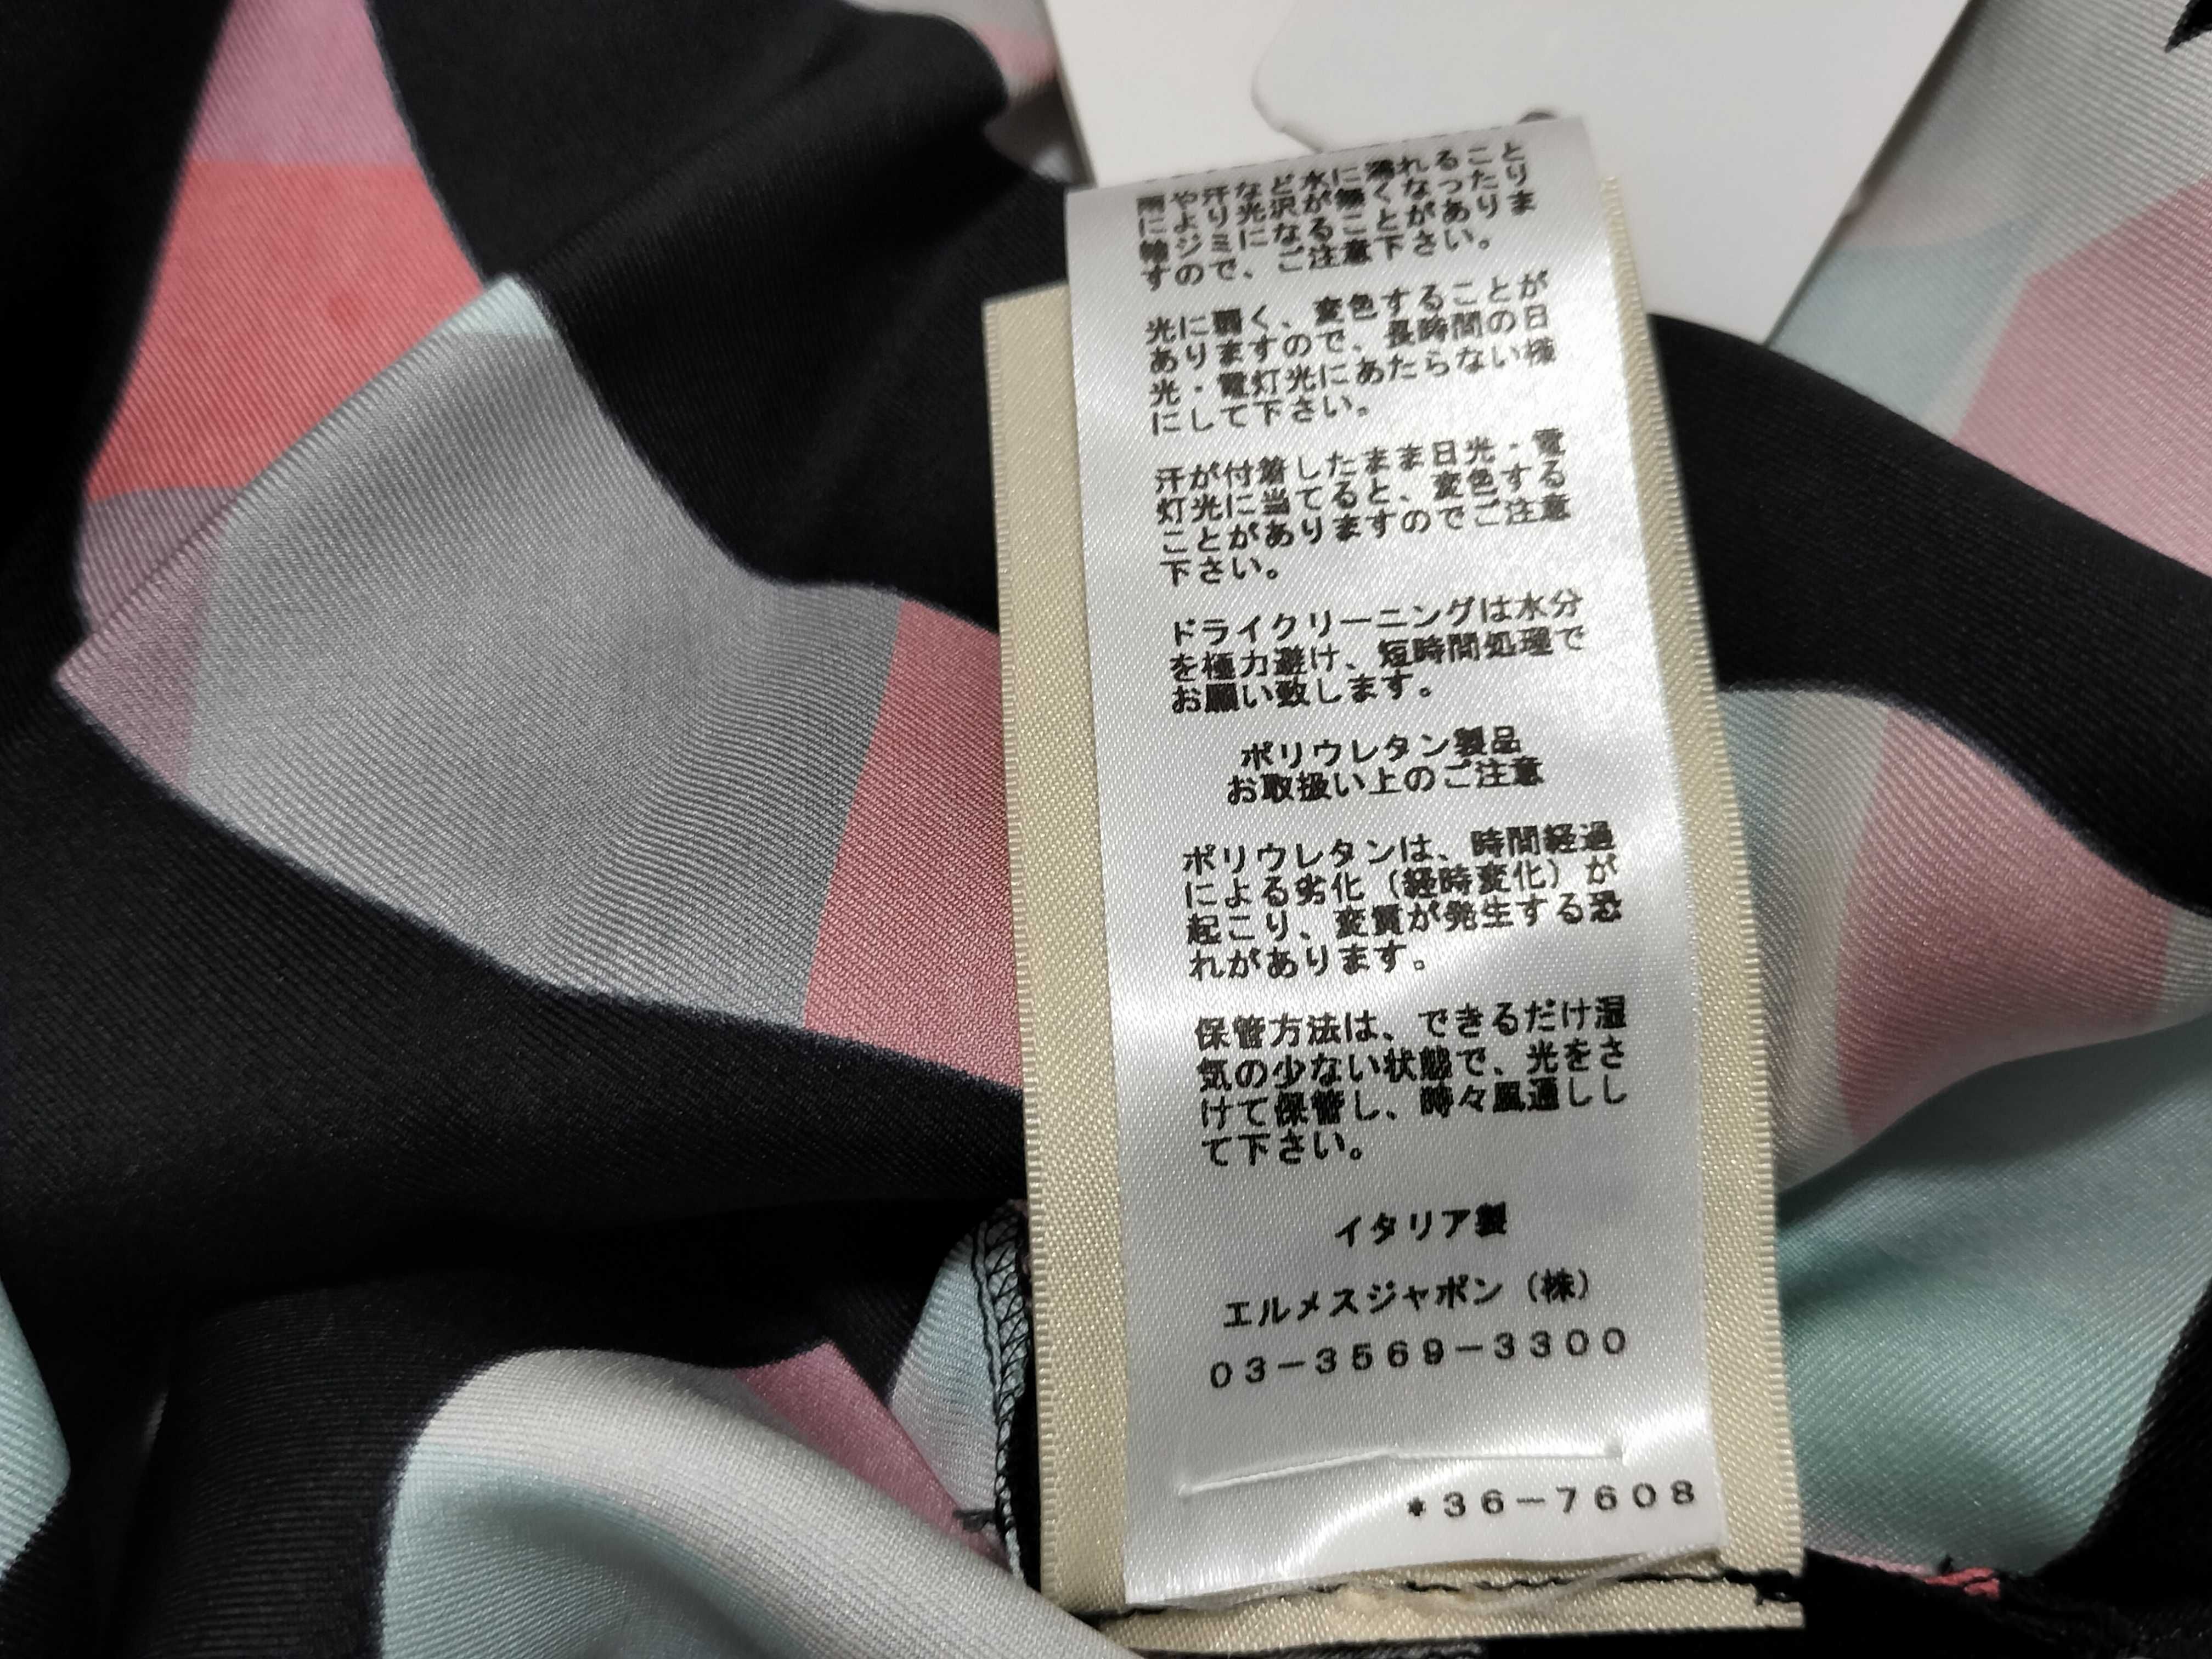 雨や汗など水に濡れること
により光沢が無くなったり
輪ジミになることがありま
すので、ご注意下さい。
光に弱く、変色することが
ありますので、長時間の日
光・電灯光にあたらない様
にして下さい。
汗が付着したまま日光・電
灯光に当てると、変色する
ことがありますのでご注意
下さい。
ドライクリーニングは水分
を極力避け、短時間処理で
お願い致します。
ポリウレタン製品
お取扱い上のご注意
ポリウレタンは、時間経過
による劣化（経時変化）が
起こり、変質が発生する恐
れがあります。
保管方法は、できるだけ湿
気の少ない状態で、光をさ
けて保管し、時々風通しし
て下さい。
イタリア製
エルメスジャポン（株）
03-3569-3300
*36-7608